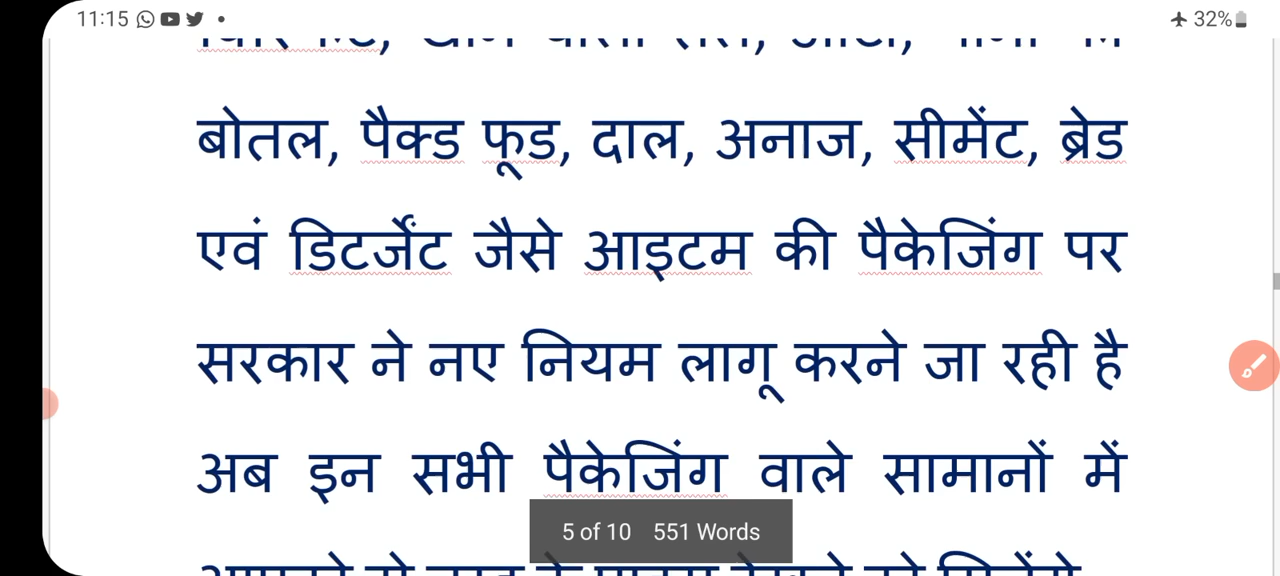 11:15 32%
बोतल, पैक्ड फूड, दाल, अनाज, सीमेंट, ब्रेड
एवं डिटर्जेंट जैसे आइटम की पैकेजिंग पर
सरकार ने नए नियम लागू करने जा रही है
अब इन सभी पैकेजिंग वाले सामानों में
5 of 10 551 Words